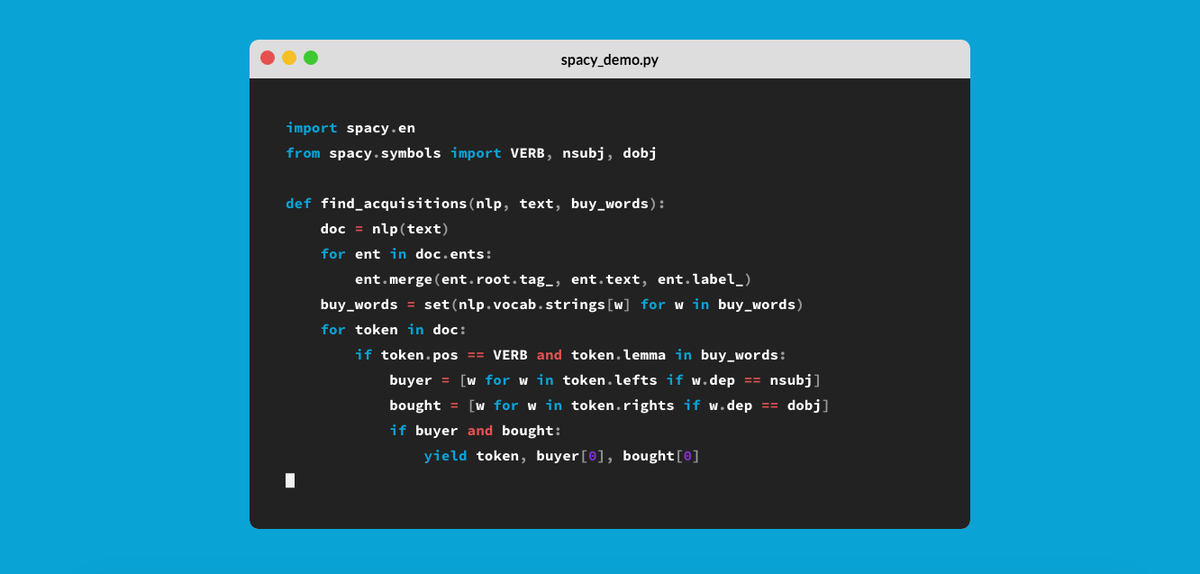 spacy_demo.py
import spacy.en
from spacy.symbols import VERB, nsubj, dobj
def find_acquisitions(nlp, text, buy_words):
    doc = nlp(text)
    for ent in doc.ents:
        ent.merge(ent.root.tag_, ent.text, ent.label_)
    buy_words = set(nlp.vocab.strings[w] for w in buy_words)
    for token in doc:
        if token.pos == VERB and token.lemma in buy_words:
            buyer = [w for w in token.lefts if w.dep == nsubj]
            bought = [w for w in token.rights if w.dep == dobj]
            if buyer and bought:
                yield token, buyer[0], bought[0]